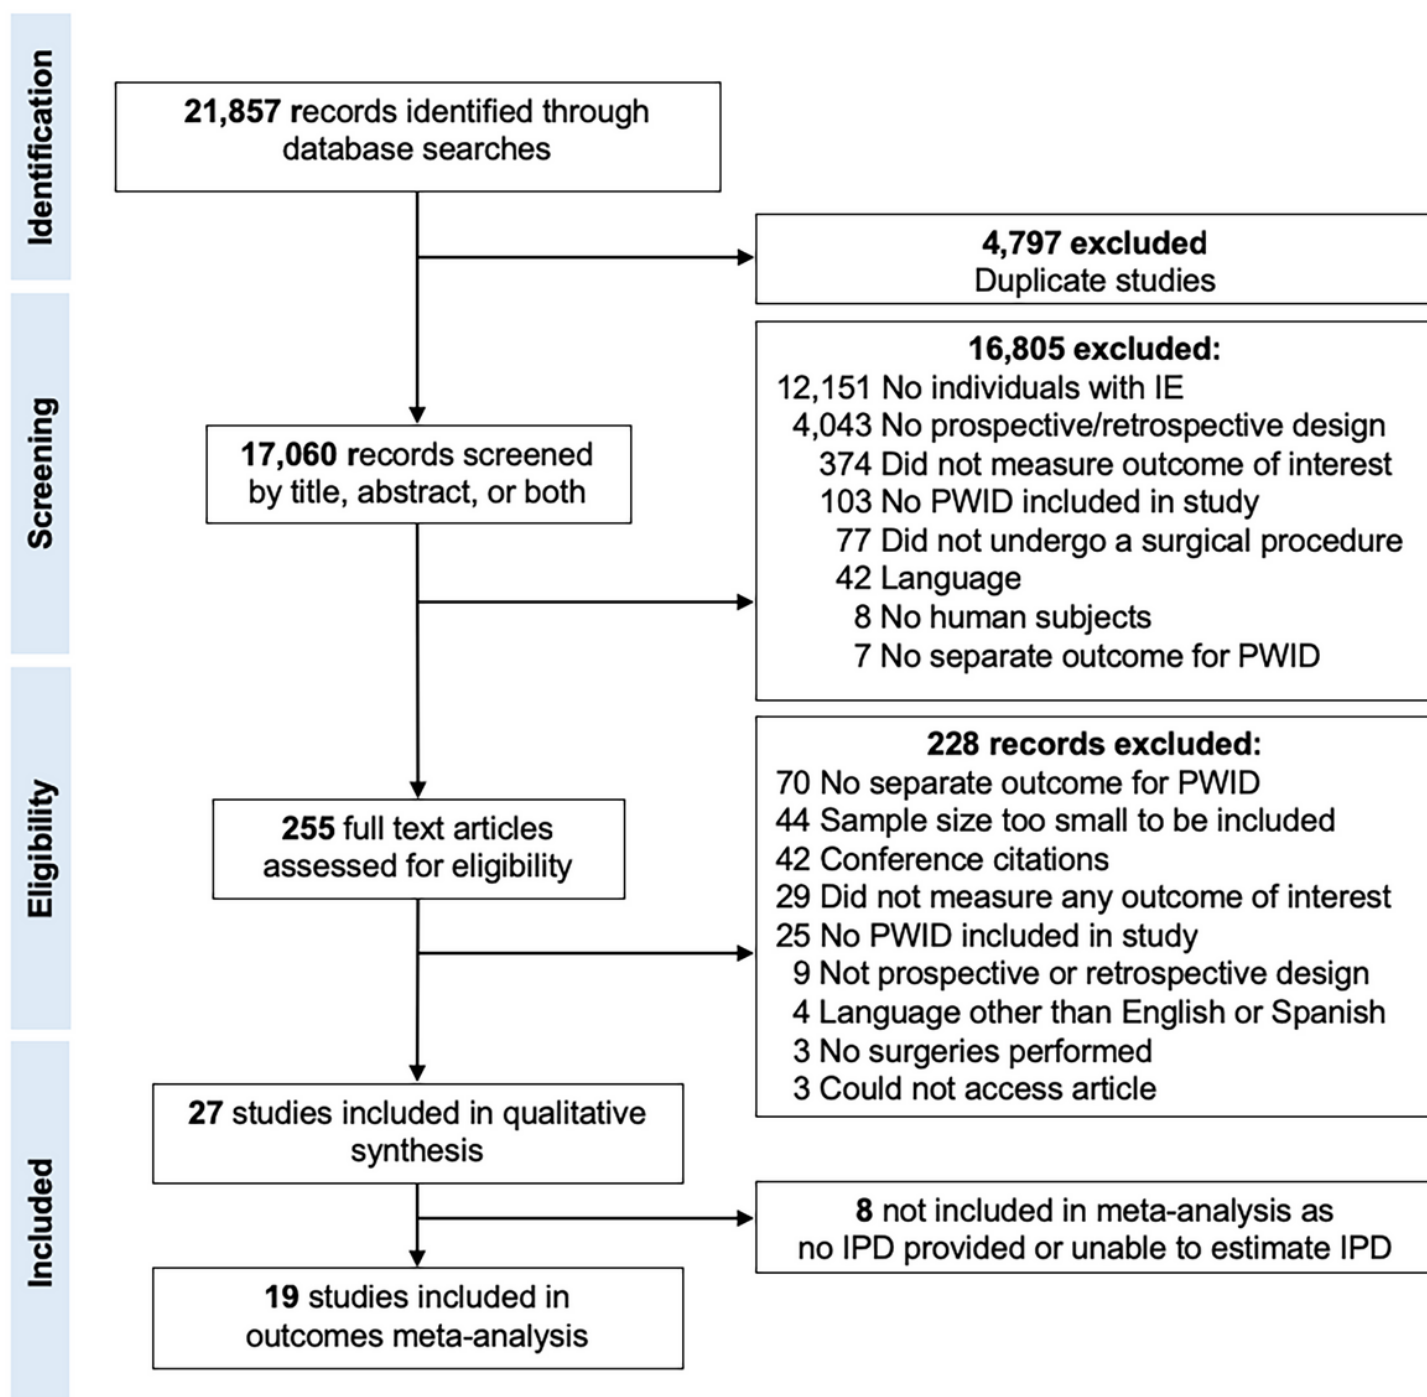 Identification
21,857 records identified through
database searches
4,797 excluded
Duplicate studies
Screening
17,060 records screened
by title, abstract, or both
16,805 excluded:
12,151 No individuals with IE
4,043 No prospective/retrospective design
374 Did not measure outcome of interest
103 No PWID included in study
77 Did not undergo a surgical procedure
42 Language
8 No human subjects
7 No separate outcome for PWID
Eligibility
255 full text articles
assessed for eligibility
228 records excluded:
70 No separate outcome for PWID
44 Sample size too small to be included
42 Conference citations
29 Did not measure any outcome of interest
25 No PWID included in study
9 Not prospective or retrospective design
4 Language other than English or Spanish
3 No surgeries performed
3 Could not access article
Included
27 studies included in qualitative
synthesis
8 not included in meta-analysis as
no IPD provided or unable to estimate IPD
19 studies included in
outcomes meta-analysis